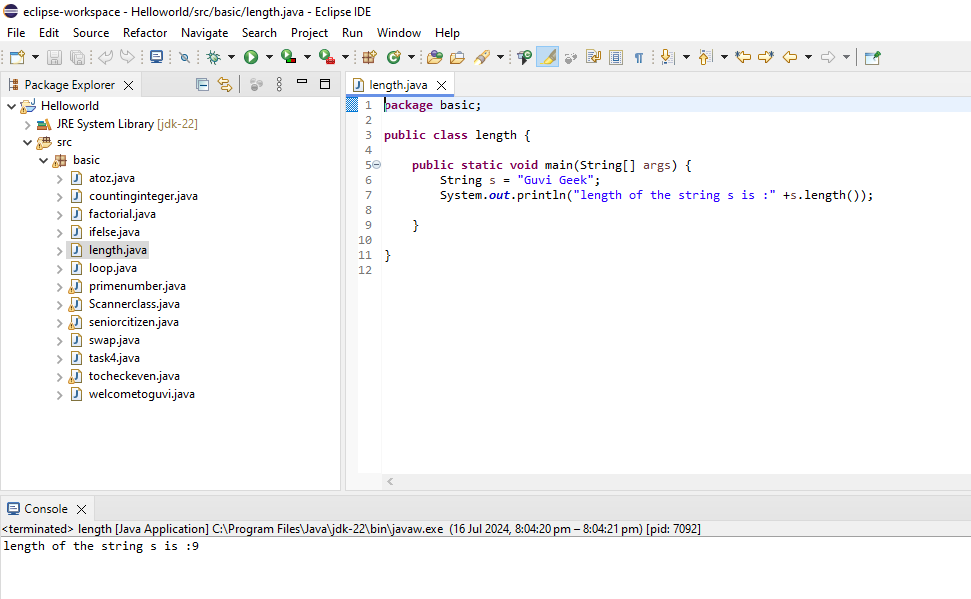 eclipse-workspace - Helloworld/src/basic/length.java - Eclipse IDE
File Edit Source Refactor Navigate Search Project Run Window Help
Package Explorer
Helloworld
JRE System Library [jdk-22]
src
basic
atoz.java
countinginteger.java
factorial.java
ifelse.java
length.java
loop.java
primenumber.java
Scannerclass.java
seniorcitizen.java
swap.java
task4.java
tocheckeven.java
welcometoguvi.java
length.java
1 package basic;
2
3 public class length {
4
5 public static void main(String[] args) {
6 String s = "Guvi Geek";
7 System.out.println("length of the string s is :" +s.length());
8
9 }
10
11 }
12
Console
<terminated> length [Java Application] C:\Program Files\Java\jdk-22\bin\javaw.exe (16 Jul 2024, 8:04:20 pm – 8:04:21 pm) [pid: 7092]
length of the string s is :9